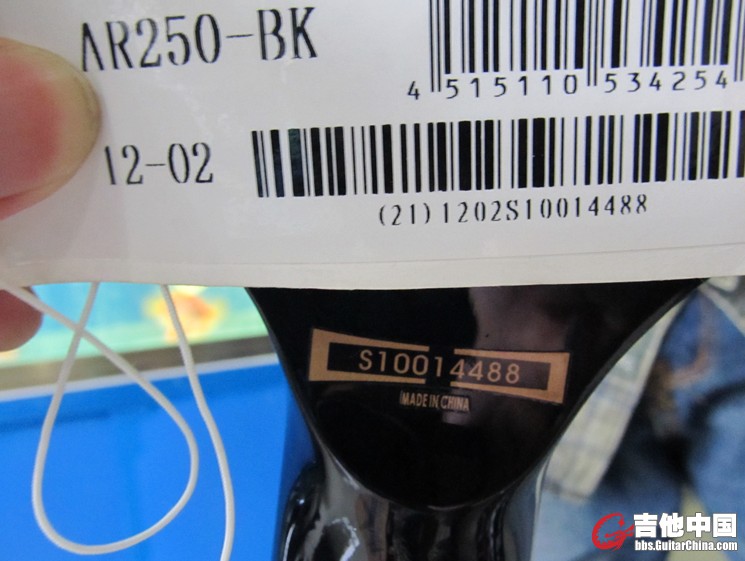 AR250-BK
4 515110 534254
12-02
(21)1202S10014488
S10014488
MADE IN CHINA
吉他中国
bbs.GuitarChina.com